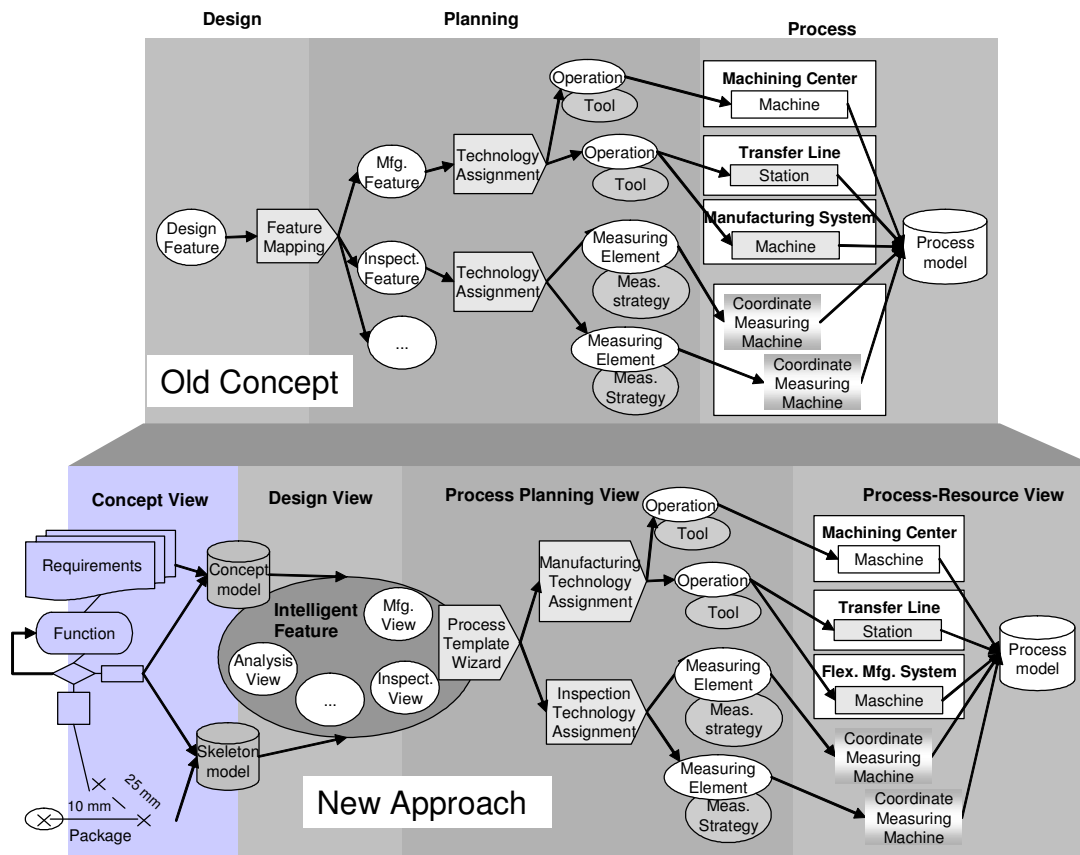 Design
Planning
Process
Operation
Tool
Machining Center
Machine
Mfg.
Feature
Technology
Assignment
Operation
Tool
Transfer Line
Station
Manufacturing System
Machine
Design
Feature
Feature
Mapping
Process
model
Inspect.
Feature
Technology
Assignment
Measuring
Element
Meas.
strategy
Coordinate
Measuring
Machine
...
Measuring
Element
Meas.
Strategy
Coordinate
Measuring
Machine
Old Concept
Concept View
Design View
Process Planning View
Process-Resource View
Requirements
Concept
model
Function
Intelligent
Feature
Mfg.
View
Analysis
View
...
Inspect.
View
Process
Template
Wizard
Manufacturing
Technology
Assignment
Operation
Tool
Operation
Tool
Machining Center
Maschine
Transfer Line
Station
Flex. Mfg. System
Maschine
Process
model
Inspection
Technology
Assignment
Measuring
Element
Meas.
strategy
Coordinate
Measuring
Machine
Measuring
Element
Meas.
Strategy
Coordinate
Measuring
Machine
Skeleton
model
25 mm
10 mm
Package
New Approach